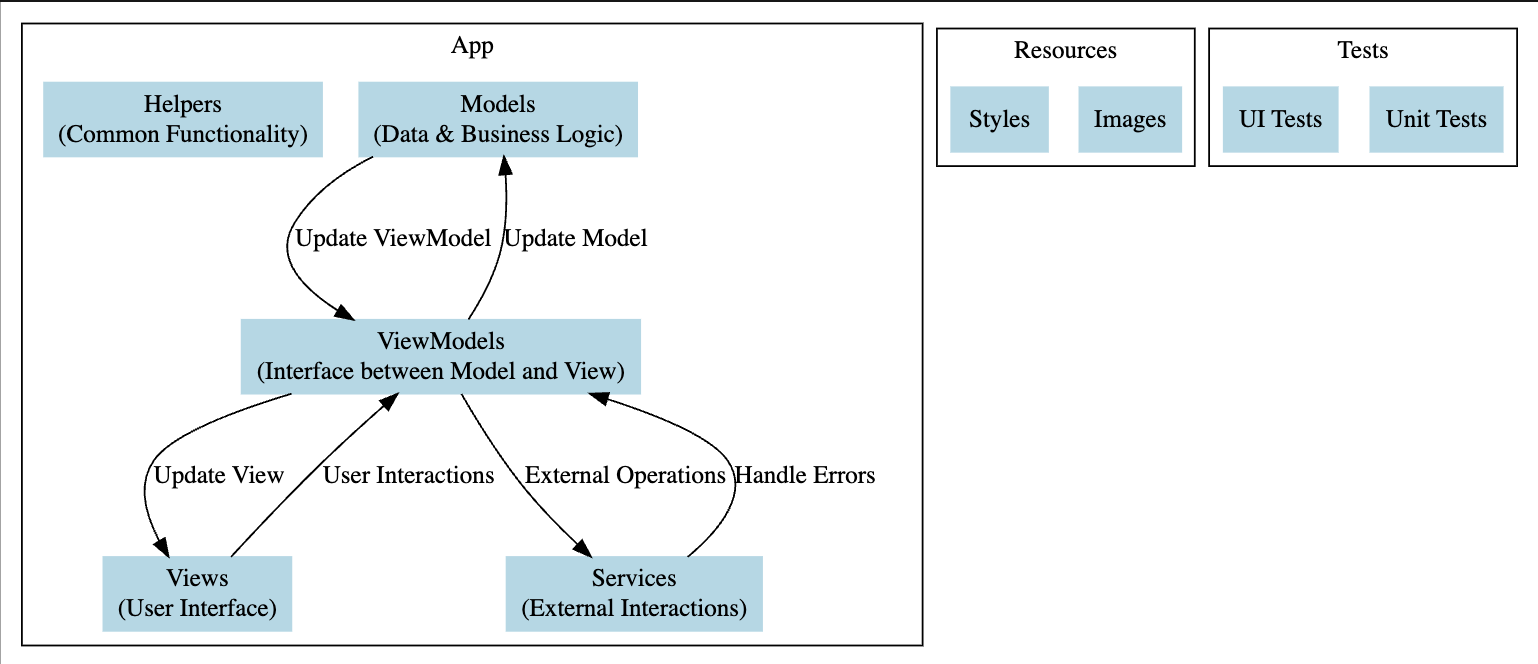 App
Helpers
(Common Functionality)
Models
(Data & Business Logic)
Update ViewModel
Update Model
ViewModels
(Interface between Model and View)
Update View
User Interactions
External Operations
Handle Errors
Views
(User Interface)
Services
(External Interactions)
Resources
Styles
Images
Tests
UI Tests
Unit Tests